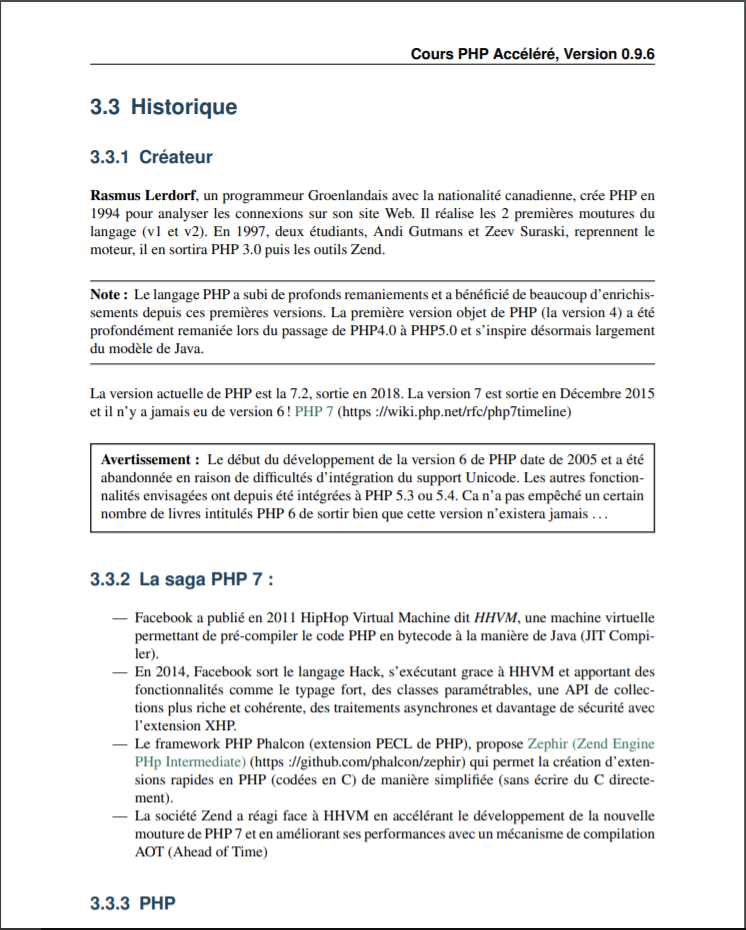 Cours PHP Accéléré, Version 0.9.6
3.3 Historique
3.3.1 Créateur
Rasmus Lerdorf, un programmeur Groenlandais avec la nationalité canadienne, crée PHP en
1994 pour analyser les connexions sur son site Web. Il réalise les 2 premières moutures du
langage (v1 et v2). En 1997, deux étudiants, Andi Gutmans et Zeev Suraski, reprennent le
moteur, il en sortira PHP 3.0 puis les outils Zend.
Note : Le langage PHP a subi de profonds remaniements et a bénéficié de beaucoup d'enrichis-
sements depuis ces premières versions. La première version objet de PHP (la version 4) a été
profondément remaniée lors du passage de PHP4.0 à PHP5.0 et s'inspire désormais largement
du modèle de Java.
La version actuelle de PHP est la 7.2, sortie en 2018. La version 7 est sortie en Décembre 2015
et il n'y a jamais eu de version 6 ! PHP 7 (https ://wiki.php.net/rfc/php7timeline)
Avertissement : Le début du développement de la version 6 de PHP date de 2005 et a été
abandonnée en raison de difficultés d'intégration du support Unicode. Les autres fonction-
nalités envisagées ont depuis été intégrées à PHP 5.3 ou 5.4. Ca n'a pas empêché un certain
nombre de livres intitulés PHP 6 de sortir bien que cette version n'existera jamais ...
3.3.2 La saga PHP 7 :
— Facebook a publié en 2011 HipHop Virtual Machine dit HHVM, une machine virtuelle
permettant de pré-compiler le code PHP en bytecode à la manière de Java (JIT Compi-
ler).
— En 2014, Facebook sort le langage Hack, s'exécutant grace à HHVM et apportant des
fonctionnalités comme le typage fort, des classes paramétrables, une API de collec-
tions plus riche et cohérente, des traitements asynchrones et davantage de sécurité avec
l'extension XHP.
— Le framework PHP Phalcon (extension PECL de PHP), propose Zephir (Zend Engine
PHp Intermediate) (https ://github.com/phalcon/zephir) qui permet la création d'exten-
sions rapides en PHP (codées en C) de manière simplifiée (sans écrire du C directe-
ment).
— La société Zend a réagi face à HHVM en accélérant le développement de la nouvelle
mouture de PHP 7 et en améliorant ses performances avec un mécanisme de compilation
AOT (Ahead of Time)
3.3.3 PHP